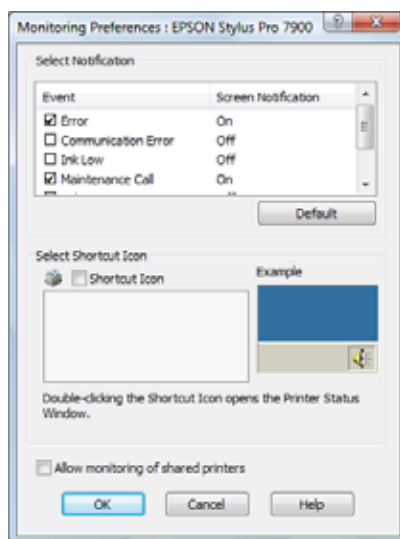 Monitoring Preferences : EPSON Stylus Pro 7900
Select Notification
Event Screen Notification
Error On
Communication Error Off
Ink Low Off
Maintenance Call On
Default
Select Shortcut Icon
Shortcut Icon
Example
Double-clicking the Shortcut Icon opens the Printer Status
Window.
Allow monitoring of shared printers
OK Cancel Help